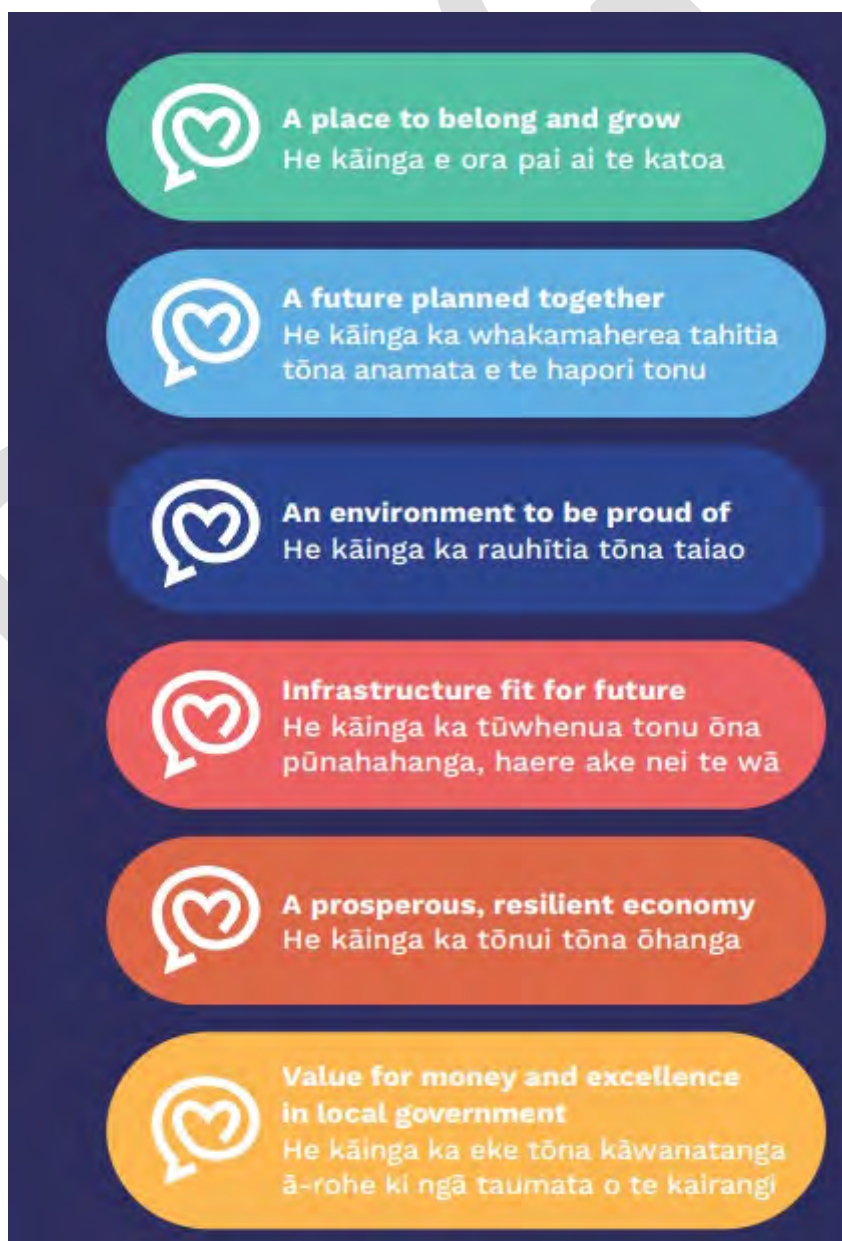 A place to belong and grow
He kāinga e ora pai ai te katoa
A future planned together
He kāinga ka whakamaherea tahitia
tōna anamata e te hapori tonu
An environment to be proud of
He kāinga ka rauhītia tōna taiao
Infrastructure fit for future
He kāinga ka tūwhenua tonu ōna
pūnahahanga, haere ake nei te wā
A prosperous, resilient economy
He kāinga ka tōnui tōna ōhanga
Value for money and excellence
in local government
He kāinga ka eke tōna kāwanatanga
ā-rohe ki ngā taumata o te kairangi